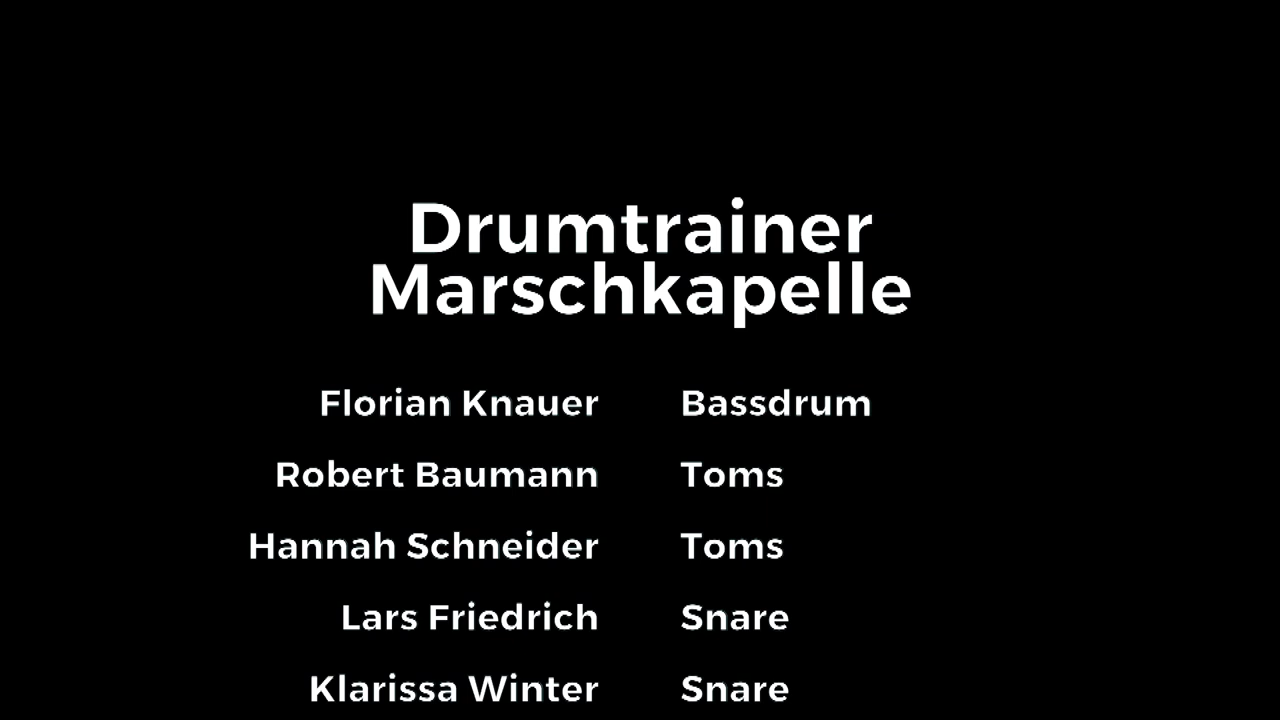 Drumtrainer
Marschkapelle
Florian Knauer Bassdrum
Robert Baumann Toms
Hannah Schneider Toms
Lars Friedrich Snare
Klarissa Winter Snare